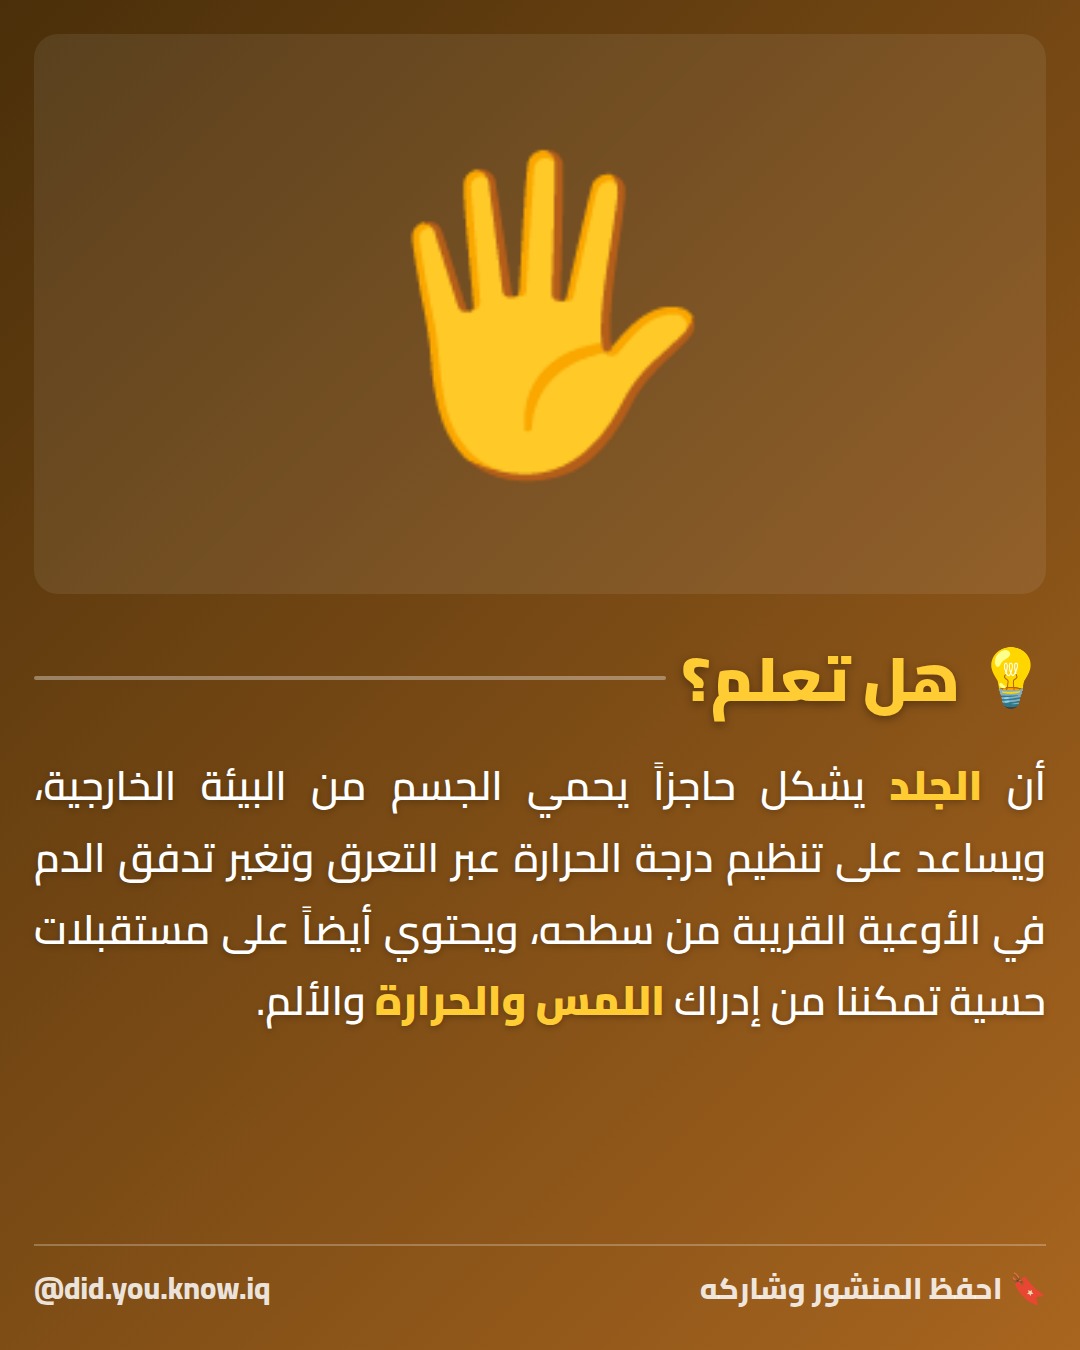 💡 هل تعلم؟
أن الجلد يشكل حاجزاً يحمي الجسم من البيئة الخارجية،
ويساعد على تنظيم درجة الحرارة عبر التعرق وتغير تدفق الدم
في الأوعية القريبة من سطحه، ويحتوي أيضاً على مستقبلات
حسية تمكننا من إدراك اللمس والحرارة والألم.
🔖 احفظ المنشور وشاركه
@did.you.know.iq